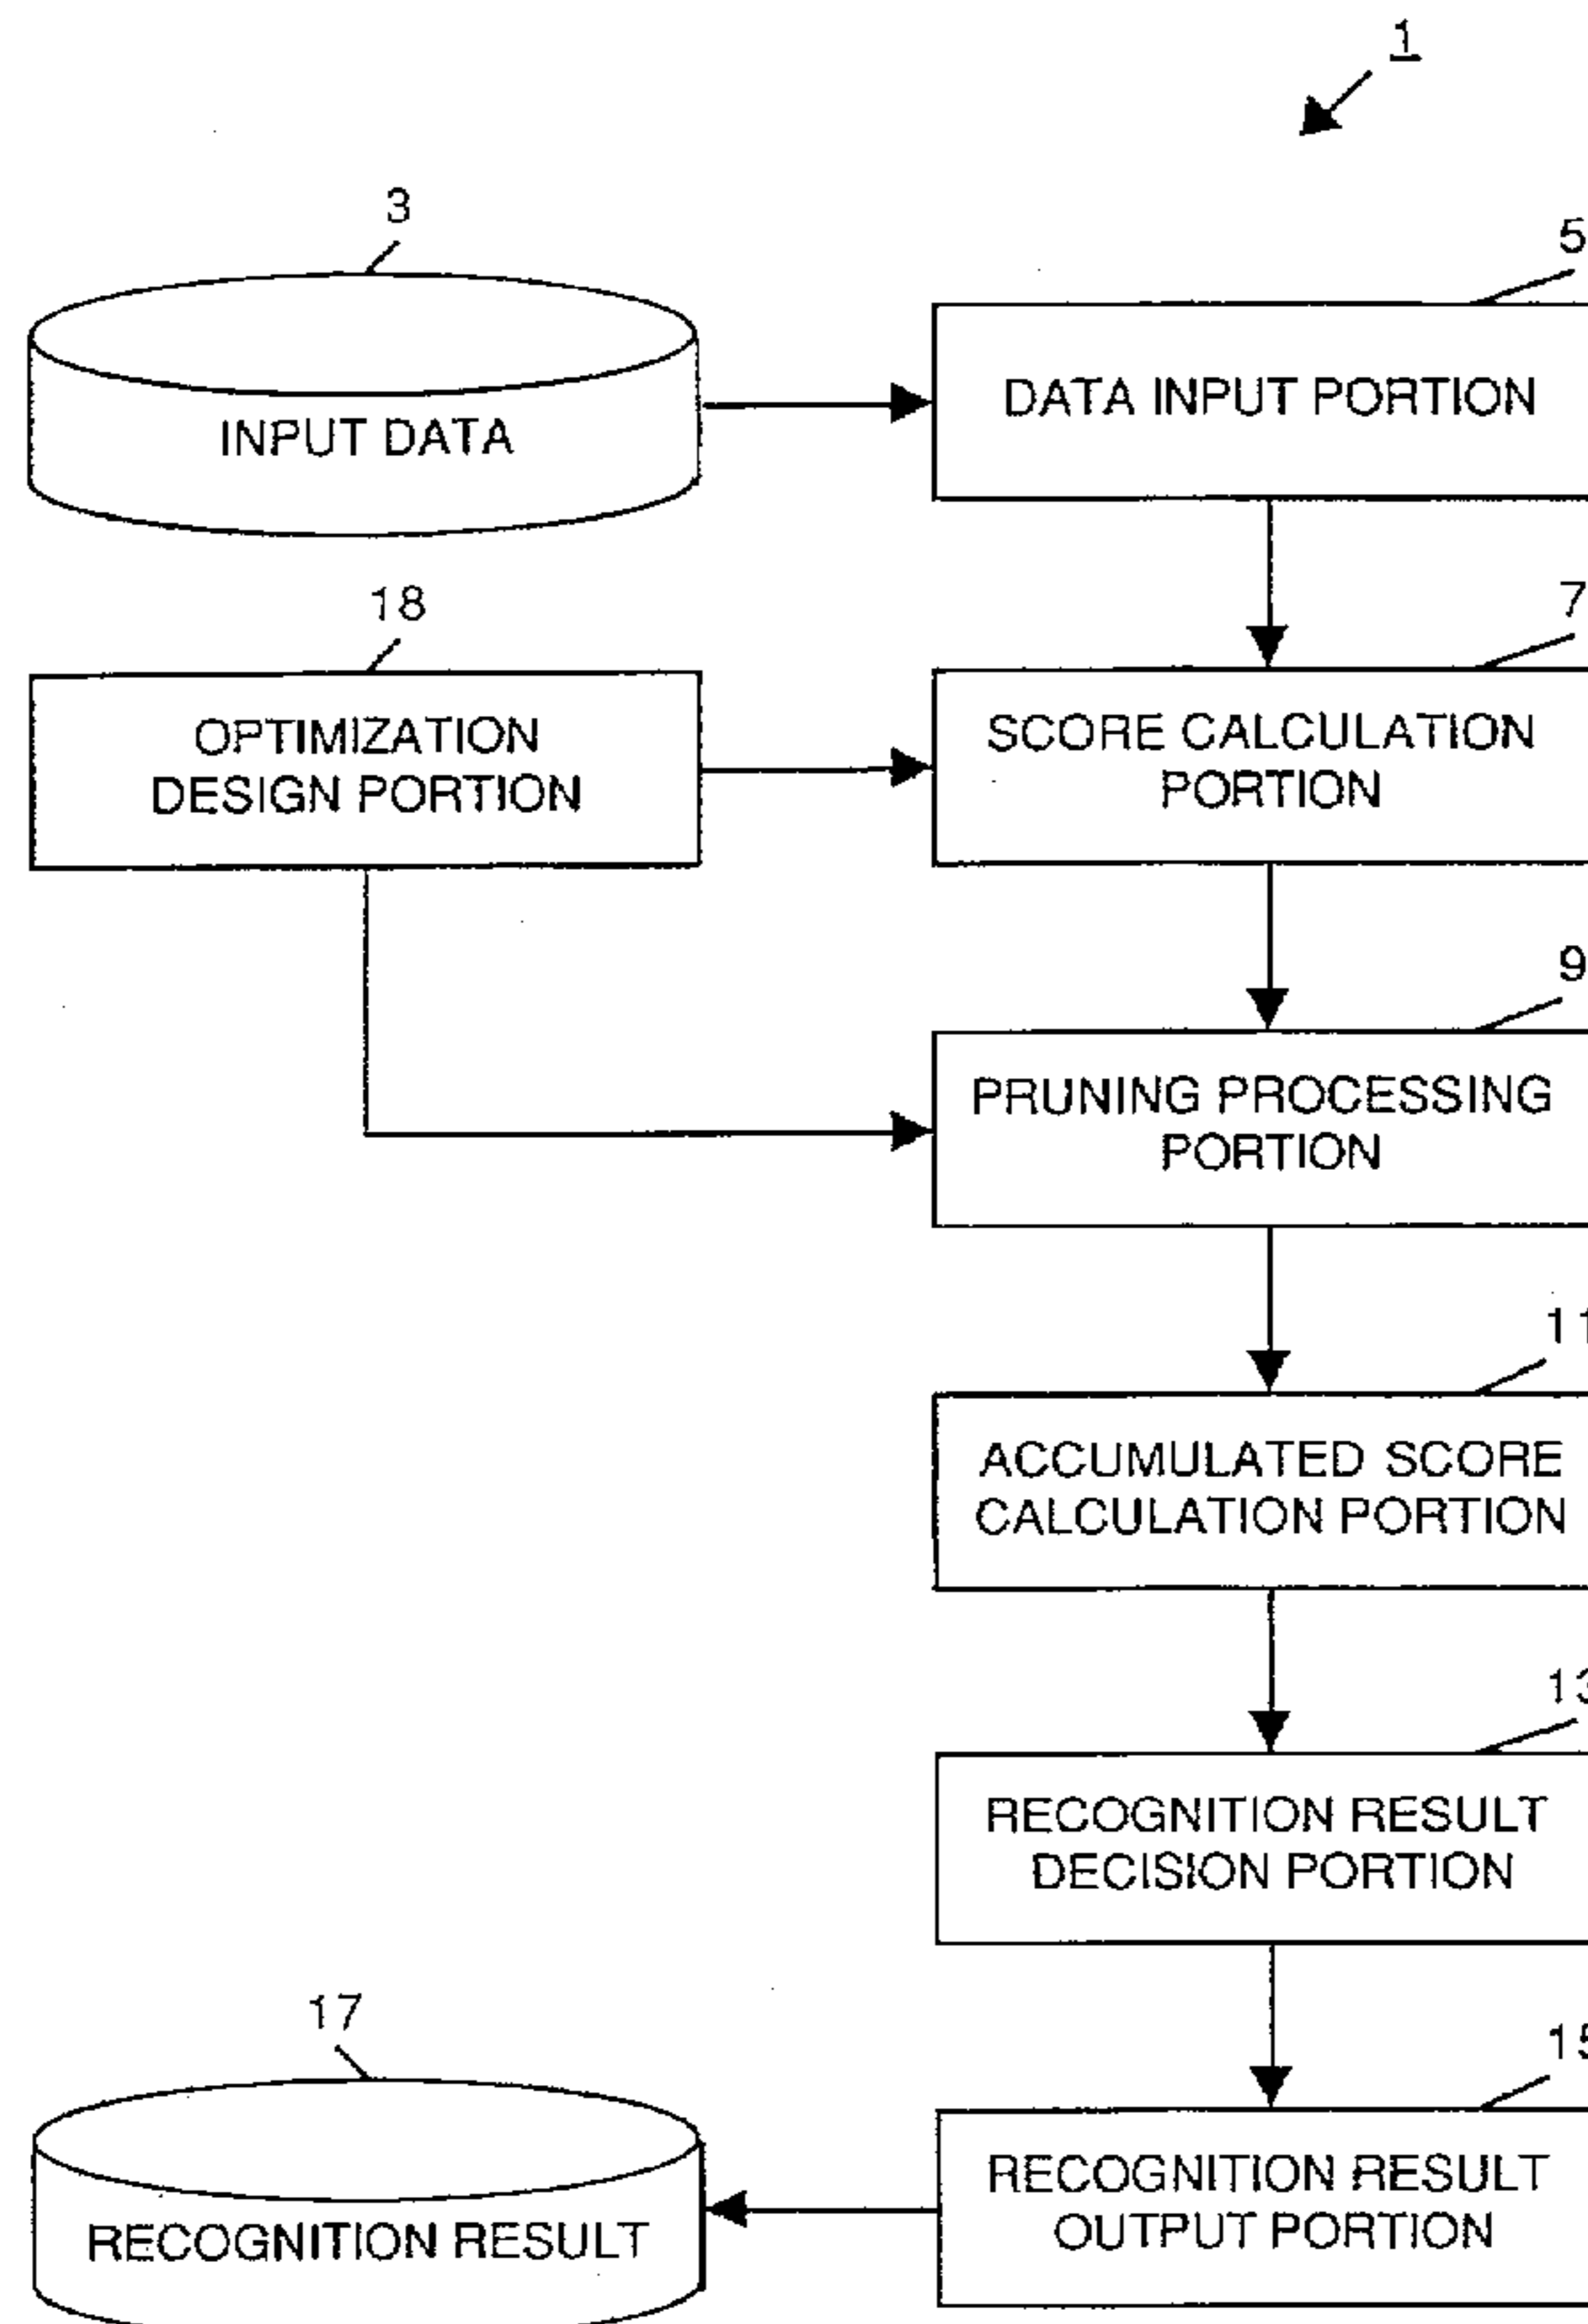 1
3
5
INPUT DATA
DATA INPUT PORTION
18
7
OPTIMIZATION
DESIGN PORTION
SCORE CALCULATION
PORTION
9
PRUNING PROCESSING
PORTION
11
ACCUMULATED SCORE
CALCULATION PORTION
13
RECOGNITION RESULT
DECISION PORTION
17
15
RECOGNITION RESULT
RECOGNITION RESULT
OUTPUT PORTION